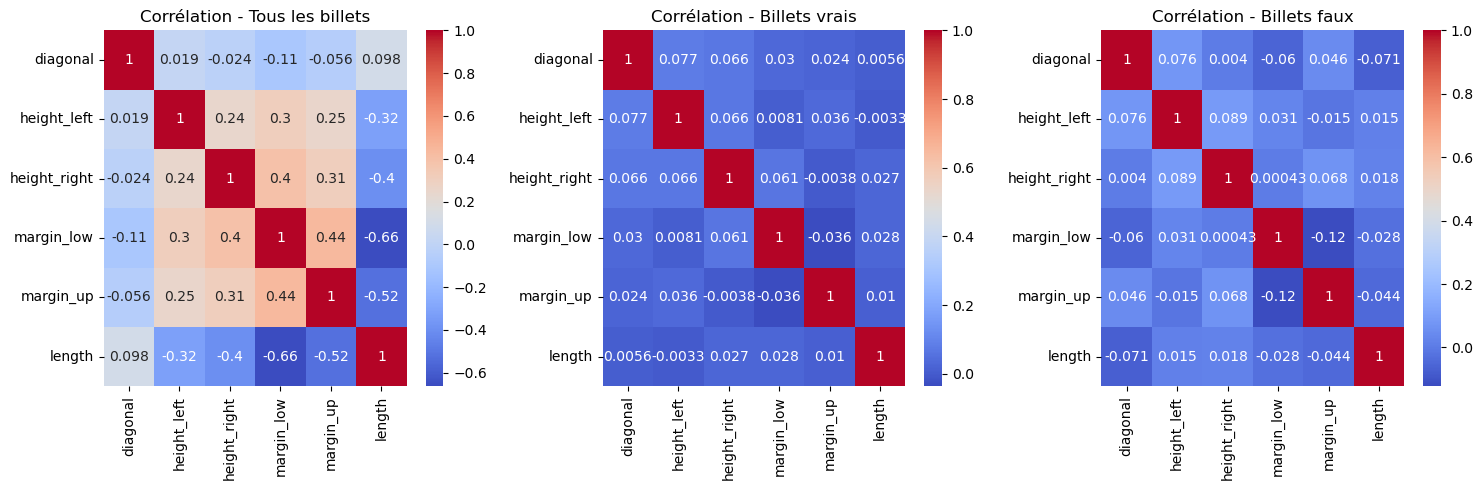 Corrélation - Tous les billets
diagonal 1 0.019 -0.024 -0.11 -0.056 0.098
height_left 0.019 1 0.24 0.3 0.25 -0.32
height_right -0.024 0.24 1 0.4 0.31 -0.4
margin_low -0.11 0.3 0.4 1 0.44 -0.66
margin_up -0.056 0.25 0.31 0.44 1 -0.52
length 0.098 -0.32 -0.4 -0.66 -0.52 1
diagonal height_left height_right margin_low margin_up length
1.0
0.8
0.6
0.4
0.2
0.0
−0.2
−0.4
−0.6
Corrélation - Billets vrais
diagonal 1 0.077 0.066 0.03 0.024 0.0056
height_left 0.077 1 0.066 0.0081 0.036 -0.0033
height_right 0.066 0.066 1 0.061 -0.0038 0.027
margin_low 0.03 0.0081 0.061 1 -0.036 0.028
margin_up 0.024 0.036 -0.0038 -0.036 1 0.01
length 0.0056 -0.0033 0.027 0.028 0.01 1
diagonal height_left height_right margin_low margin_up length
1.0
0.8
0.6
0.4
0.2
0.0
Corrélation - Billets faux
diagonal 1 0.076 0.004 -0.06 0.046 -0.071
height_left 0.076 1 0.089 0.031 -0.015 0.015
height_right 0.004 0.089 1 0.00043 0.068 0.018
margin_low -0.06 0.031 0.00043 1 -0.12 -0.028
margin_up 0.046 -0.015 0.068 -0.12 1 -0.044
length -0.071 0.015 0.018 -0.028 -0.044 1
diagonal height_left height_right margin_low margin_up length
1.0
0.8
0.6
0.4
0.2
0.0